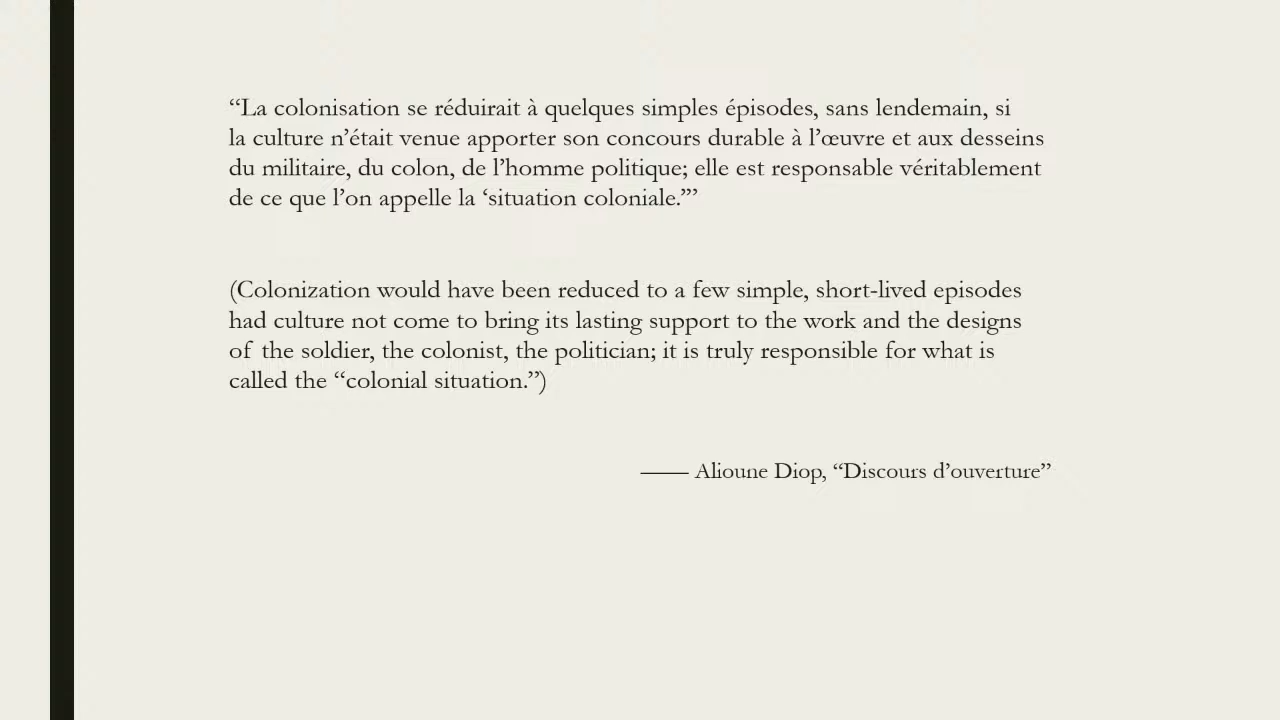 “La colonisation se réduirait à quelques simples épisodes, sans lendemain, si
la culture n’était venue apporter son concours durable à l’œuvre et aux desseins
du militaire, du colon, de l’homme politique; elle est responsable véritablement
de ce que l’on appelle la ‘situation coloniale.’”
(Colonization would have been reduced to a few simple, short-lived episodes
had culture not come to bring its lasting support to the work and the designs
of the soldier, the colonist, the politician; it is truly responsible for what is
called the “colonial situation.”)
—— Alioune Diop, “Discours d’ouverture”